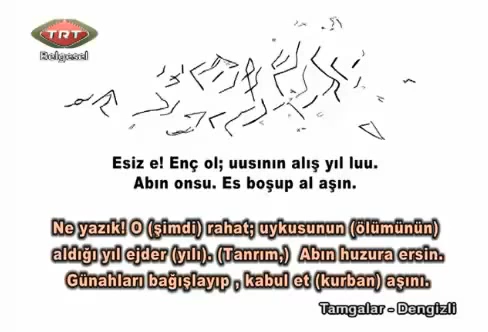 TRT
Belgesel
Esiz e! Enç ol; uusının alış yıl luu.
Abın onsu. Es boşup al aşın.
Ne yazık! O (şimdi) rahat; uykusunun (ölümünün)
aldığı yıl ejder (yılı). (Tanrım,) Abın huzura ersin.
Günahları bağışlayıp , kabul et (kurban) aşını.
Tamgalar - Dengizli